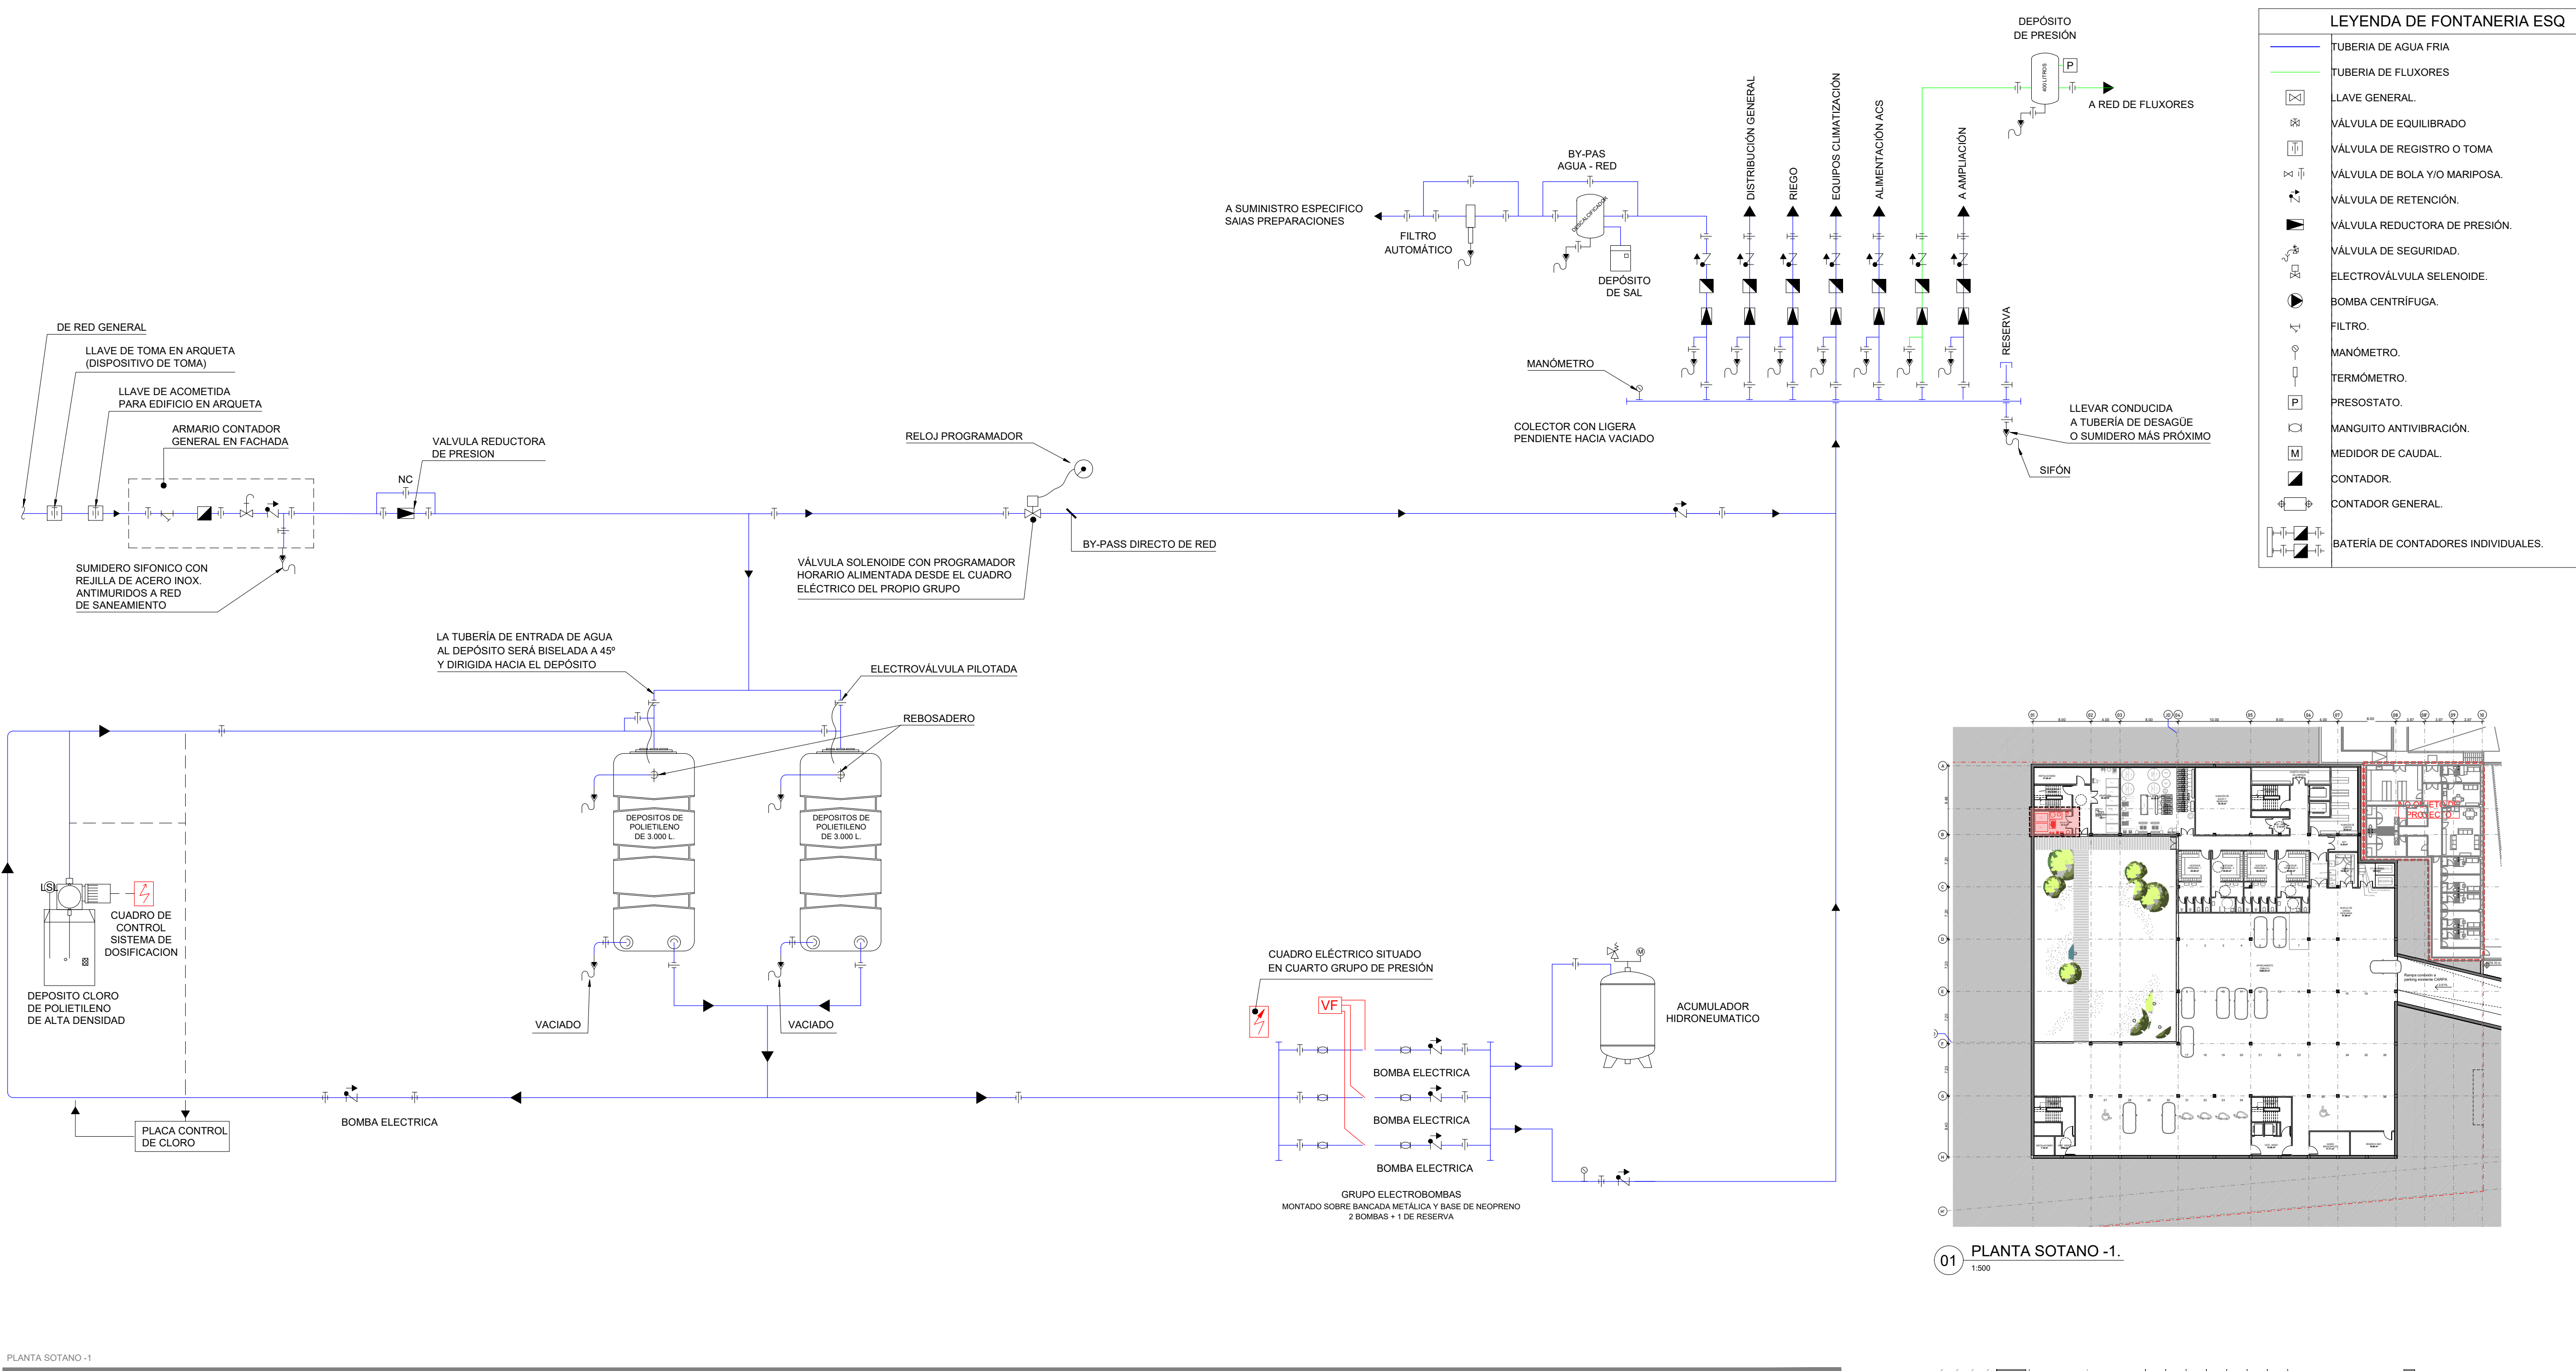 DEPÓSITO
DE PRESIÓN
400 LITROS
P
A RED DE FLUXORES
LEYENDA DE FONTANERIA ESQ
TUBERIA DE AGUA FRIA
TUBERIA DE FLUXORES
LLAVE GENERAL.
VÁLVULA DE EQUILIBRADO
VÁLVULA DE REGISTRO O TOMA
VÁLVULA DE BOLA Y/O MARIPOSA.
VÁLVULA DE RETENCIÓN.
VÁLVULA REDUCTORA DE PRESIÓN.
VÁLVULA DE SEGURIDAD.
ELECTROVÁLVULA SELENOIDE.
BOMBA CENTRÍFUGA.
FILTRO.
MANÓMETRO.
TERMÓMETRO.
P
PRESOSTATO.
MANGUITO ANTIVIBRACIÓN.
M
MEDIDOR DE CAUDAL.
CONTADOR.
CONTADOR GENERAL.
BATERÍA DE CONTADORES INDIVIDUALES.
DISTRIBUCIÓN GENERAL
RIEGO
EQUIPOS CLIMATIZACIÓN
ALIMENTACIÓN ACS
A AMPLIACIÓN
RESERVA
BY-PAS
AGUA - RED
DESCALCIFICADOR
A SUMINISTRO ESPECIFICO
SAIAS PREPARACIONES
FILTRO
AUTOMÁTICO
DEPÓSITO
DE SAL
MANÓMETRO
COLECTOR CON LIGERA
PENDIENTE HACIA VACIADO
LLEVAR CONDUCIDA
A TUBERÍA DE DESAGÜE
O SUMIDERO MÁS PRÓXIMO
SIFÓN
DE RED GENERAL
LLAVE DE TOMA EN ARQUETA
(DISPOSITIVO DE TOMA)
LLAVE DE ACOMETIDA
PARA EDIFICIO EN ARQUETA
ARMARIO CONTADOR
GENERAL EN FACHADA
NC
VALVULA REDUCTORA
DE PRESION
RELOJ PROGRAMADOR
BY-PASS DIRECTO DE RED
VÁLVULA SOLENOIDE CON PROGRAMADOR
HORARIO ALIMENTADA DESDE EL CUADRO
ELÉCTRICO DEL PROPIO GRUPO
SUMIDERO SIFONICO CON
REJILLA DE ACERO INOX.
ANTIMURIDOS A RED
DE SANEAMIENTO
LA TUBERÍA DE ENTRADA DE AGUA
AL DEPÓSITO SERÁ BISELADA A 45º
Y DIRIGIDA HACIA EL DEPÓSITO
ELECTROVÁLVULA PILOTADA
REBOSADERO
DEPOSITOS DE
POLIETILENO
DE 3.000 L.
DEPOSITOS DE
POLIETILENO
DE 3.000 L.
LSL
CUADRO DE
CONTROL
SISTEMA DE
DOSIFICACION
DEPOSITO CLORO
DE POLIETILENO
DE ALTA DENSIDAD
VACIADO
VACIADO
PLACA CONTROL
DE CLORO
BOMBA ELECTRICA
CUADRO ELÉCTRICO SITUADO
EN CUARTO GRUPO DE PRESIÓN
VF
M
ACUMULADOR
HIDRONEUMATICO
BOMBA ELECTRICA
BOMBA ELECTRICA
BOMBA ELECTRICA
GRUPO ELECTROBOMBAS
MONTADO SOBRE BANCADA METÁLICA Y BASE DE NEOPRENO
2 BOMBAS + 1 DE RESERVA
NO OBJETO DE
PROYECTO
Rampa conexión a
parking existente CARPA
01
PLANTA SOTANO -1.
1:500
PLANTA SOTANO -1